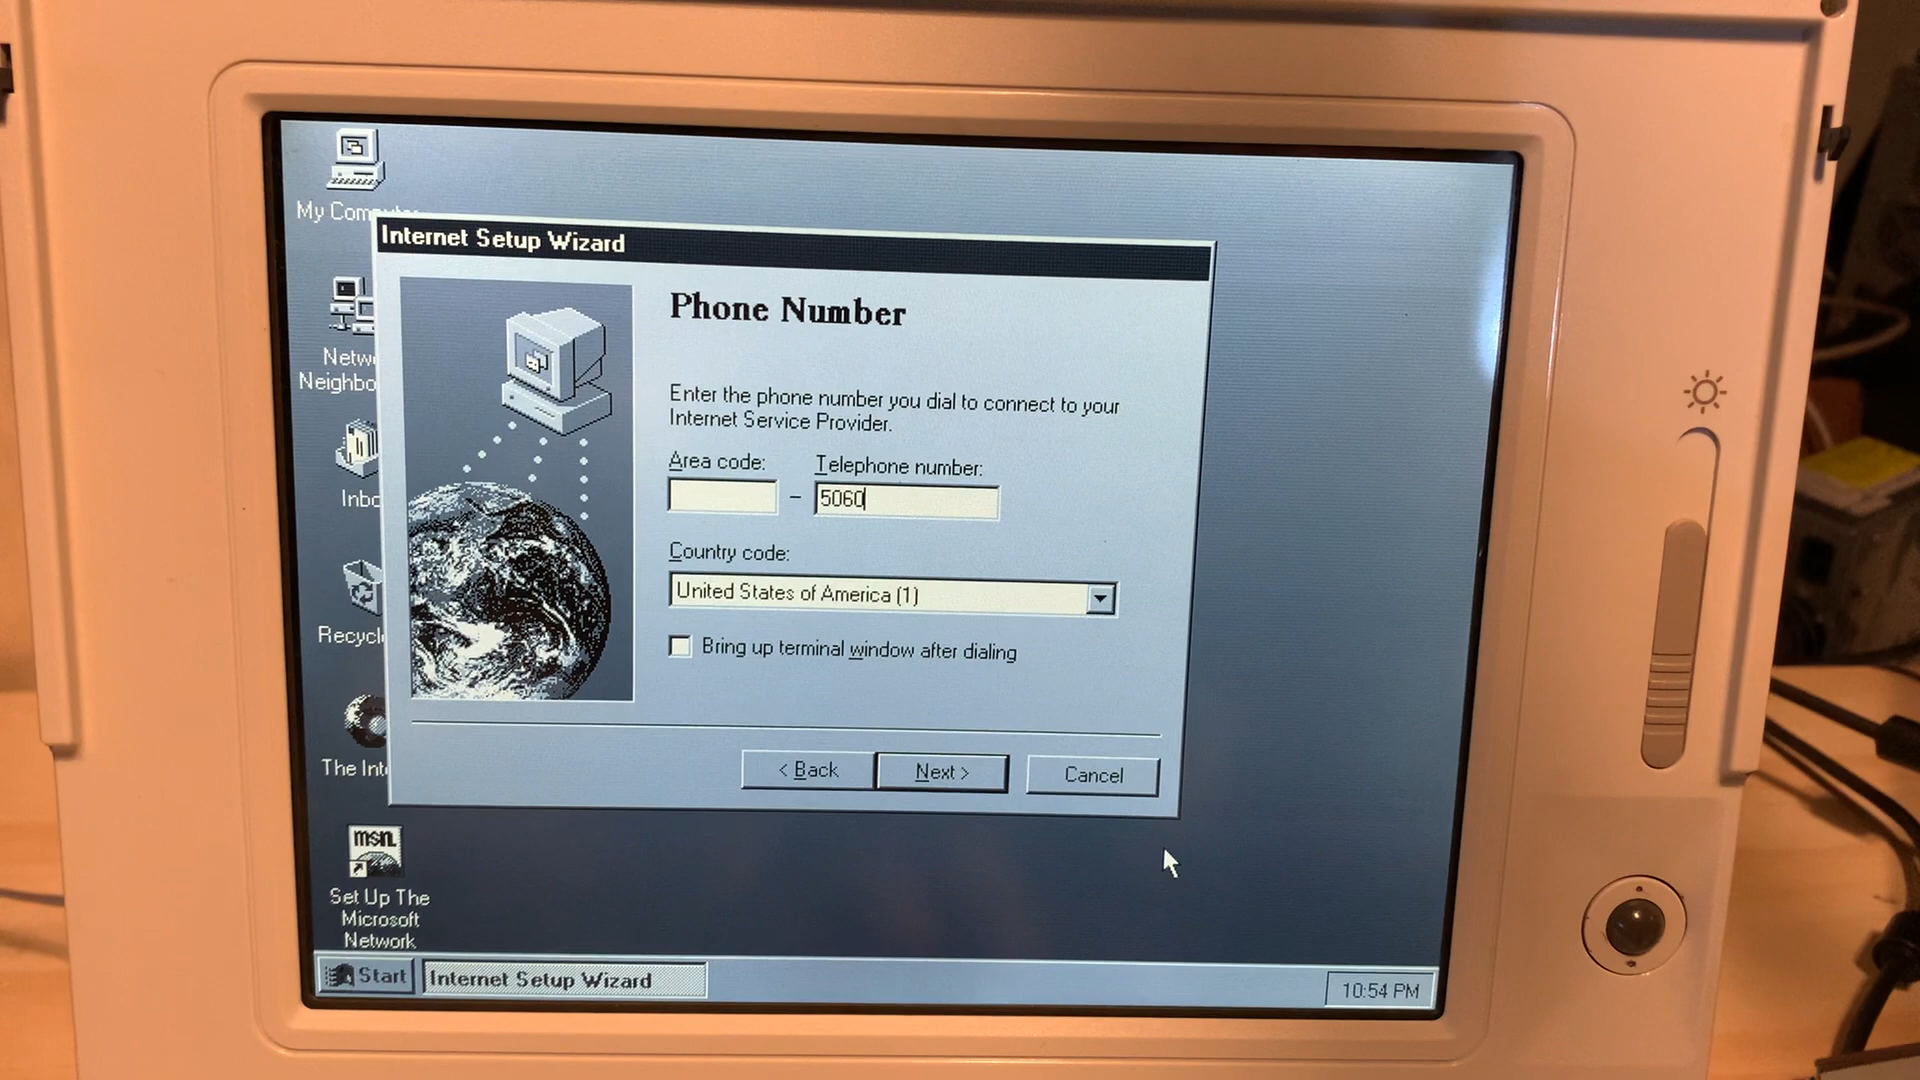 My Computer
Internet Setup Wizard
Phone Number
Enter the phone number you dial to connect to your
Internet Service Provider.
Area code:
Telephone number:
-
5060
Country code:
United States of America (1)
Bring up terminal window after dialing
< Back
Next >
Cancel
Netw
Neighbo
Inbo
Recycl
The Int
msn.
Set Up The
Microsoft
Network
Start
Internet Setup Wizard
10:54 PM